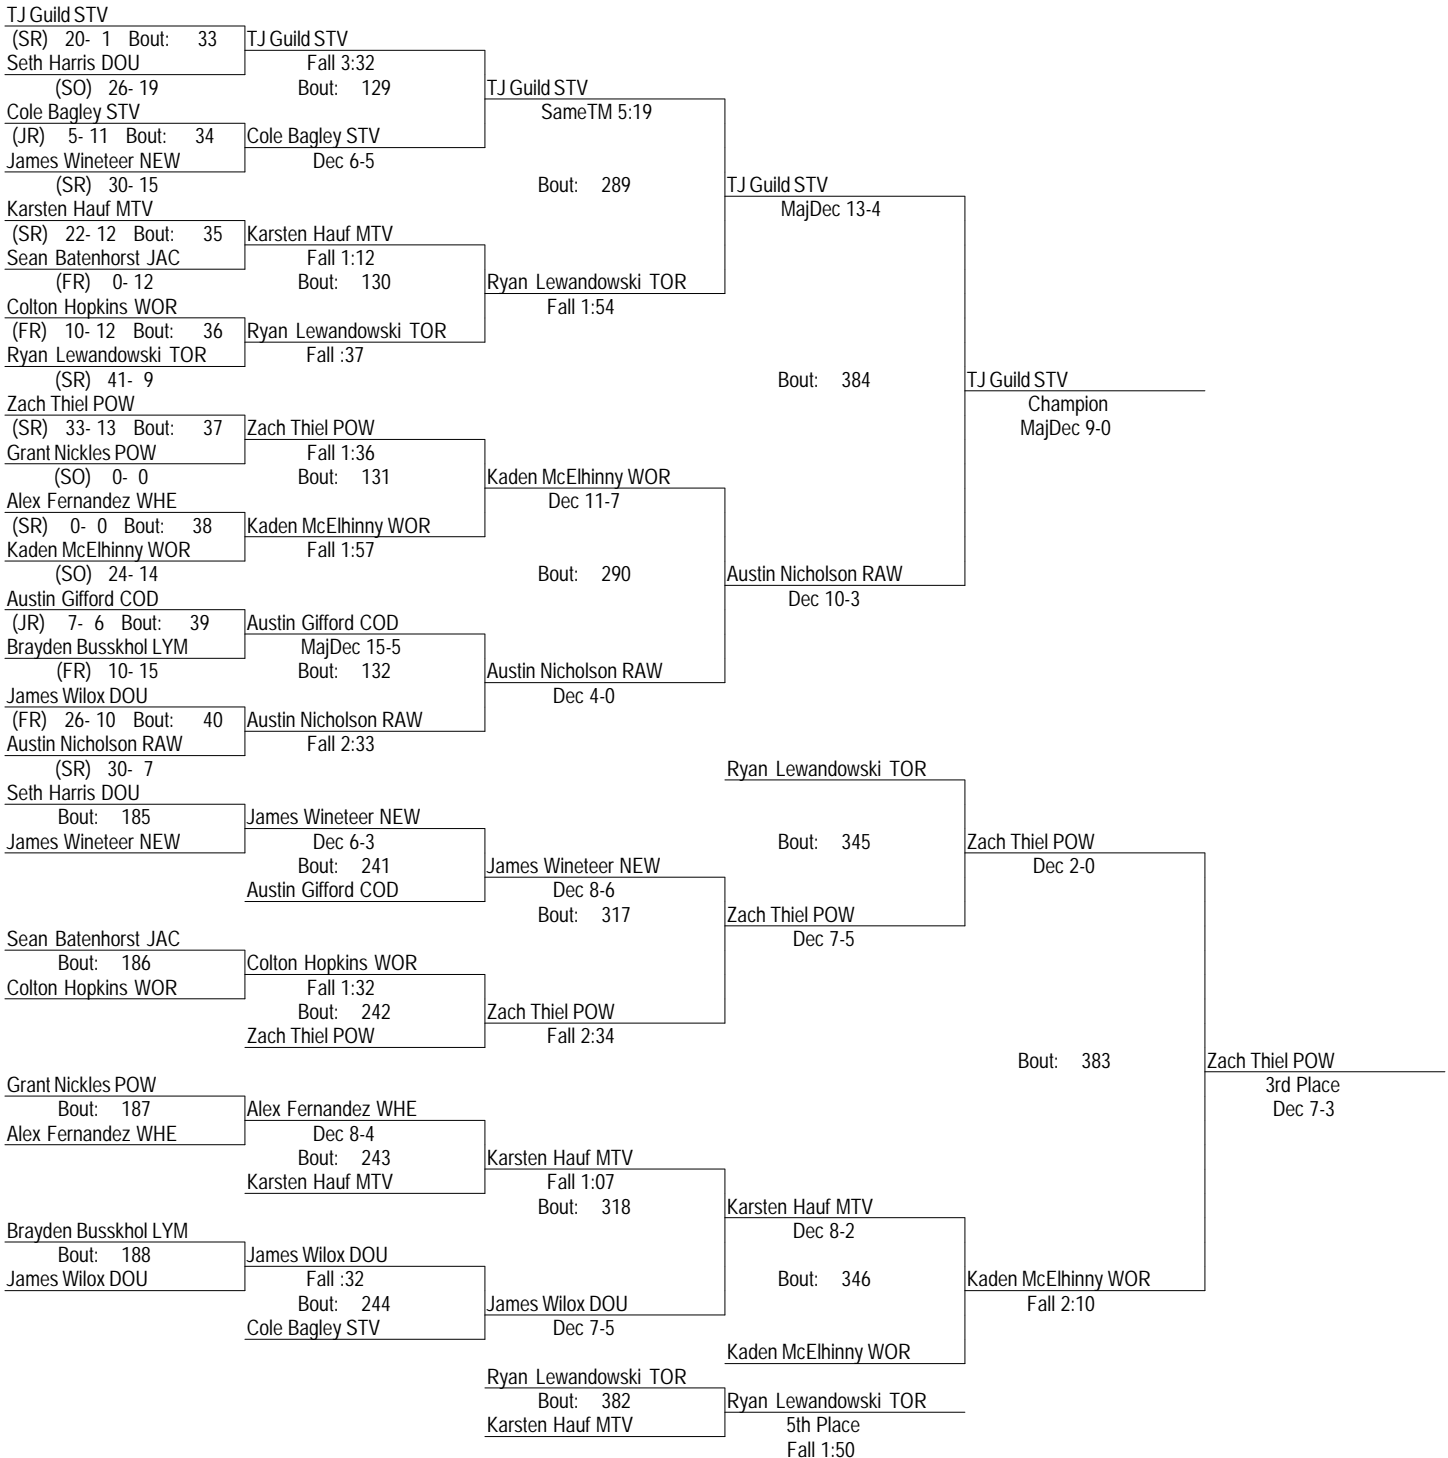 TJ Guild STV
(SR) 20- 1 Bout: 33 TJ Guild STV
Seth Harris DOU Fall 3:32
(SO) 26- 19 Bout: 129 TJ Guild STV
Cole Bagley STV SameTM 5:19
(JR) 5- 11 Bout: 34 Cole Bagley STV
James Wineteer NEW Dec 6-5
(SR) 30- 15 Bout: 289 TJ Guild STV
Karsten Hauf MTV MajDec 13-4
(SR) 22- 12 Bout: 35 Karsten Hauf MTV
Sean Batenhorst JAC Fall 1:12
(FR) 0- 12 Bout: 130 Ryan Lewandowski TOR
Colton Hopkins WOR Fall 1:54
(FR) 10- 12 Bout: 36 Ryan Lewandowski TOR
Ryan Lewandowski TOR Fall :37
(SR) 41- 9 Bout: 384 TJ Guild STV
Zach Thiel POW Champion
(SR) 33- 13 Bout: 37 Zach Thiel POW MajDec 9-0
Grant Nickles POW Fall 1:36
(SO) 0- 0 Bout: 131 Kaden McElhinny WOR
Alex Fernandez WHE Dec 11-7
(SR) 0- 0 Bout: 38 Kaden McElhinny WOR
Kaden McElhinny WOR Fall 1:57
(SO) 24- 14 Bout: 290 Austin Nicholson RAW
Austin Gifford COD Dec 10-3
(JR) 7- 6 Bout: 39 Austin Gifford COD
Brayden Busskhol LYM MajDec 15-5
(FR) 10- 15 Bout: 132 Austin Nicholson RAW
James Wilox DOU Dec 4-0
(FR) 26- 10 Bout: 40 Austin Nicholson RAW
Austin Nicholson RAW Fall 2:33
(SR) 30- 7 Ryan Lewandowski TOR
Seth Harris DOU
Bout: 185 James Wineteer NEW
James Wineteer NEW Dec 6-3 Bout: 345 Zach Thiel POW
Bout: 241 James Wineteer NEW Dec 2-0
Austin Gifford COD Dec 8-6
Bout: 317 Zach Thiel POW
Sean Batenhorst JAC Dec 7-5
Bout: 186 Colton Hopkins WOR
Colton Hopkins WOR Fall 1:32
Bout: 242 Zach Thiel POW
Zach Thiel POW Fall 2:34
Bout: 383 Zach Thiel POW
Grant Nickles POW 3rd Place
Bout: 187 Alex Fernandez WHE Dec 7-3
Alex Fernandez WHE Dec 8-4
Bout: 243 Karsten Hauf MTV
Karsten Hauf MTV Fall 1:07
Bout: 318 Karsten Hauf MTV
Brayden Busskhol LYM Dec 8-2
Bout: 188 James Wilox DOU
James Wilox DOU Fall :32 Bout: 346 Kaden McElhinny WOR
Bout: 244 James Wilox DOU Fall 2:10
Cole Bagley STV Dec 7-5
Kaden McElhinny WOR
Ryan Lewandowski TOR
Bout: 382 Ryan Lewandowski TOR
Karsten Hauf MTV 5th Place
Fall 1:50